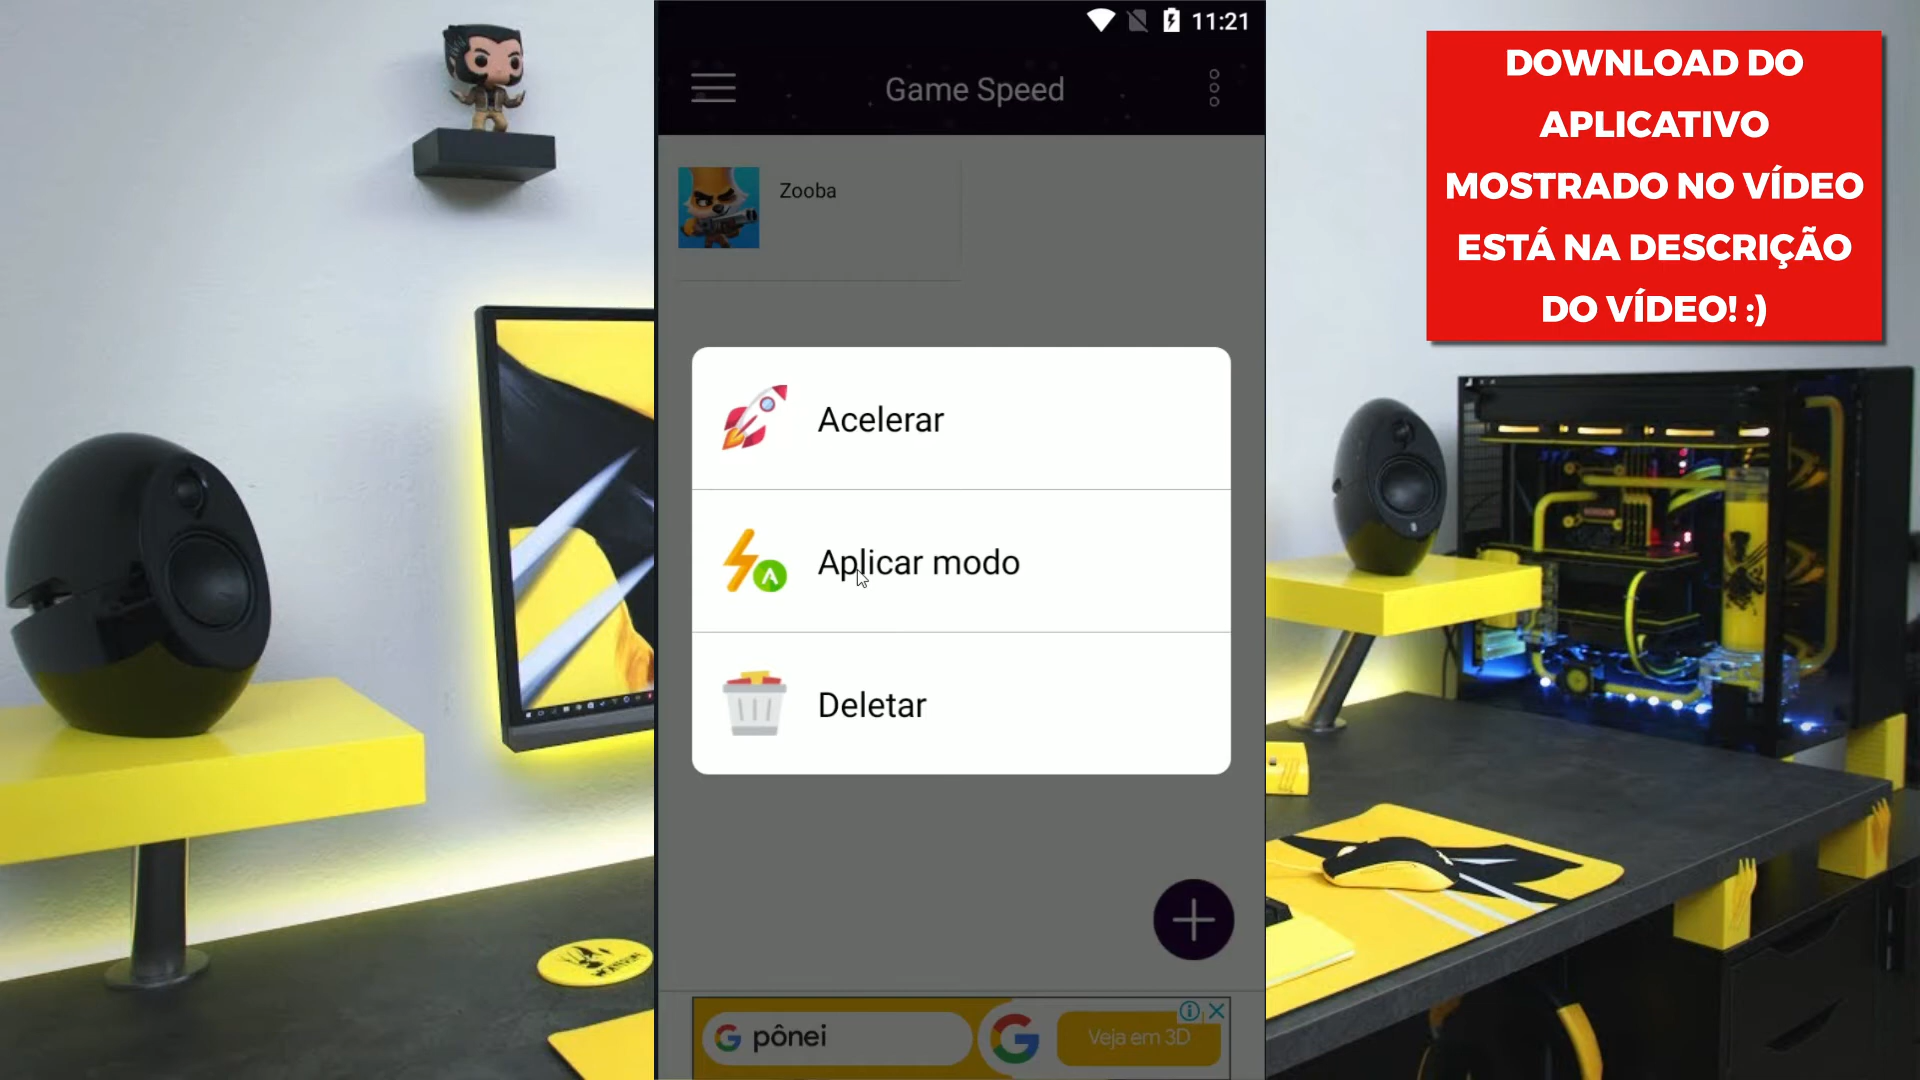 11:21
Game Speed
Zooba
Acelerar
Aplicar modo
Deletar
pônei
Veja em 3D
DOWNLOAD DO
APLICATIVO
MOSTRADO NO VÍDEO
ESTÁ NA DESCRIÇÃO
DO VÍDEO! :)